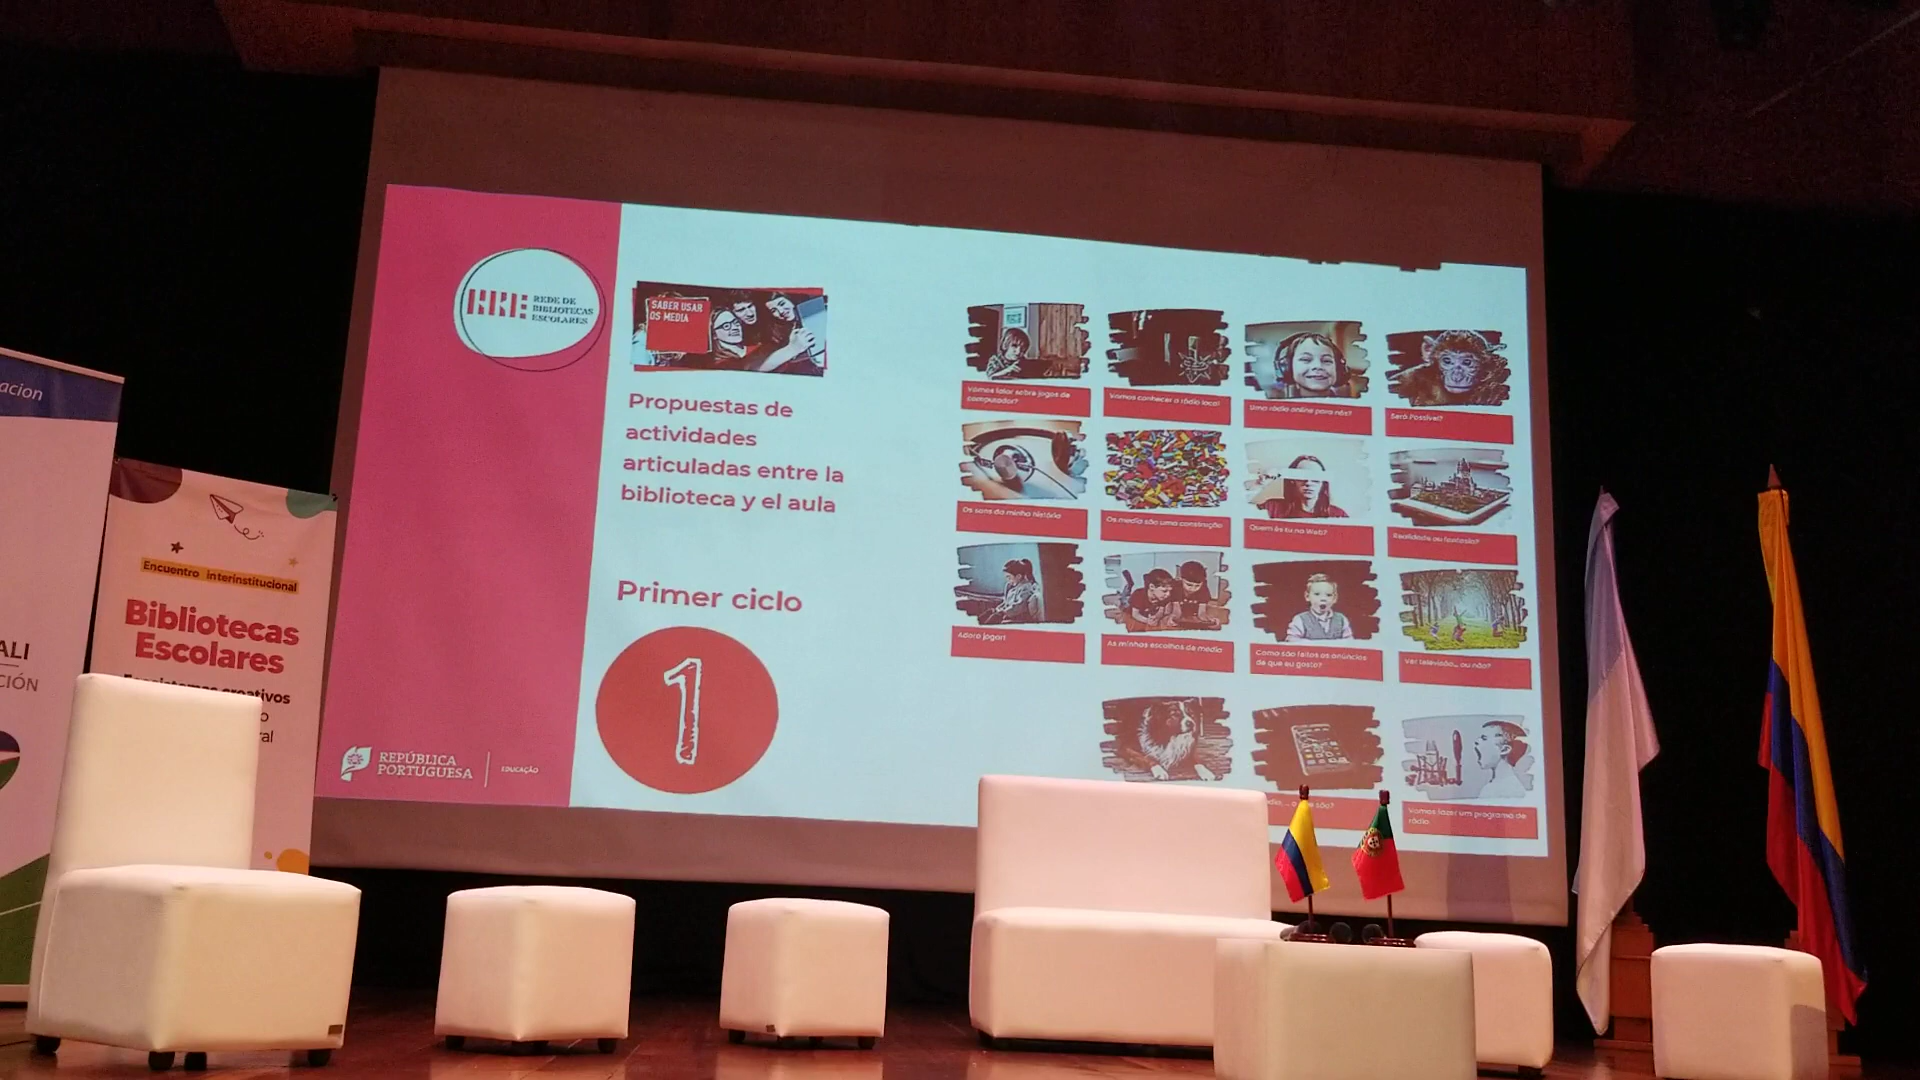 acion
ALI
CIÓN
Encuentro interinstitucional
Bibliotecas
Escolares
creativos
REDE DE
BIBLIOTECAS
ESCOLARES
REPÚBLICA
PORTUGUESA
EDUCAÇÃO
SABER USAR
OS MEDIA
Propuestas de
actividades
articuladas entre la
biblioteca y el aula
Primer ciclo
1
Vamos falar sobre jogos de
computador?
Vamos conhecer a rádio local
Uma rádio online para nós?
Será Possível?
Os sons da minha história
Os media são uma construção
Quem és tu na Web?
Realidade ou fantasia?
Adoro jogar!
As minhas escolhas de média
Como são feitos os anúncios
de que eu gosto?
Ver televisão... ou não?
são?
Vamos fazer um programa de
rádio